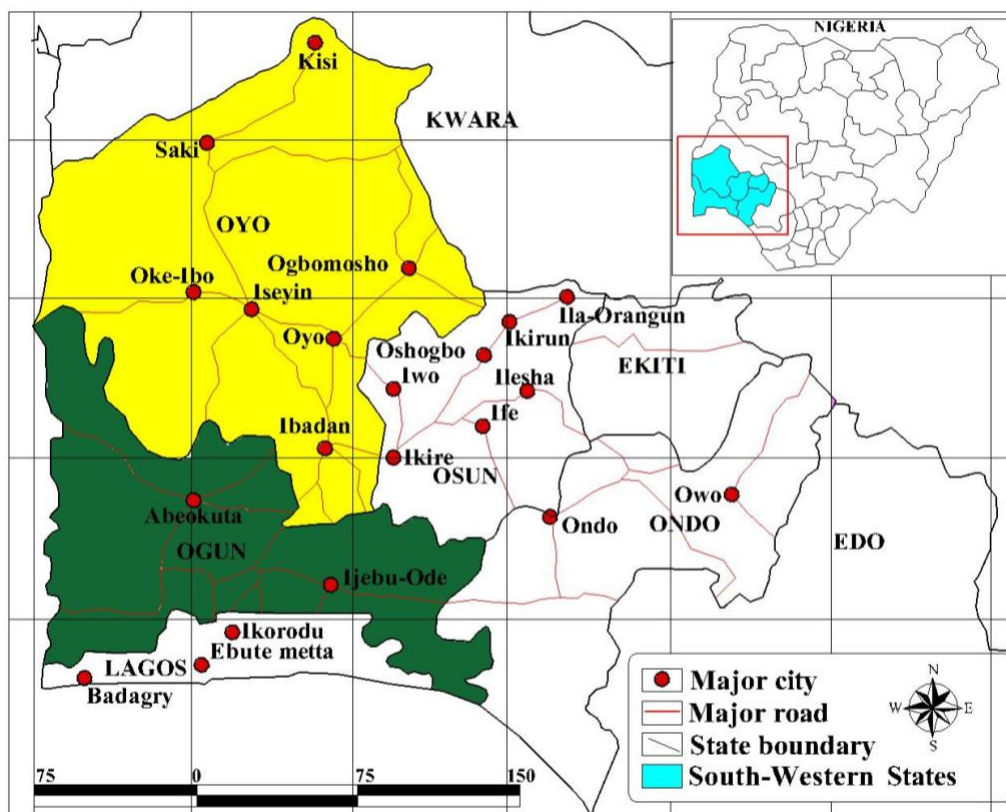 NIGERIA
Kisi
KWARA
Saki
OYO
Ogbomosho
Oke-Ibo
Iseyin
Ila-Orangun
Oyo
Ikirun
Oshogbo
EKITI
Iwo
Ilesha
Ife
Ibadan
Ikire
OSUN
Owo
Abeokuta
Ondo
ONDO
EDO
OGUN
Ijebu-Ode
Ikorodu
Ebute metta
LAGOS
Badagry
Major city
Major road
State boundary
South-Western States
N
W
E
S
75 0 75 150